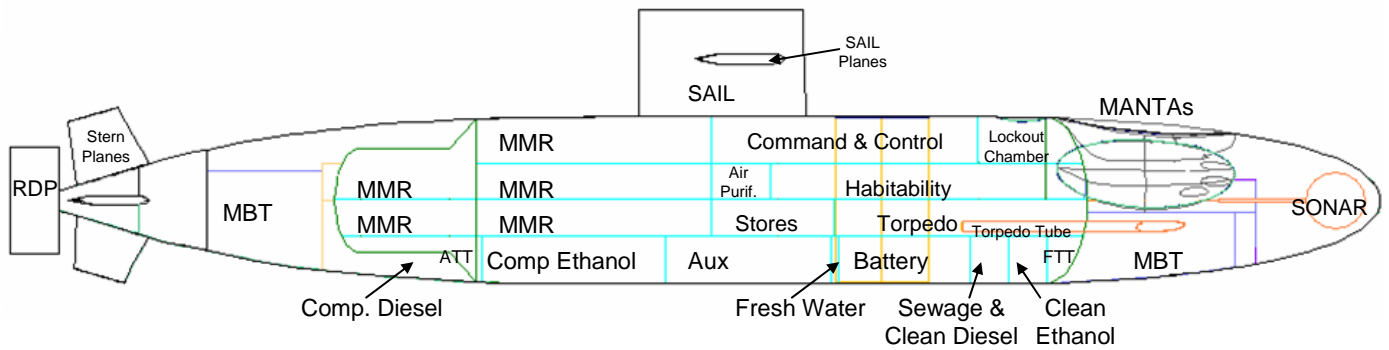 SAIL
Planes
SAIL
MANTAs
Stern
Planes
MMR
Command & Control
Lockout
Chamber
RDP
MBT
MMR
MMR
Air
Purif.
Habitability
SONAR
MMR
MMR
Stores
Torpedo
Torpedo Tube
ATT
Comp Ethanol
Aux
Battery
FTT
MBT
Comp. Diesel
Fresh Water
Sewage &
Clean Diesel
Clean
Ethanol